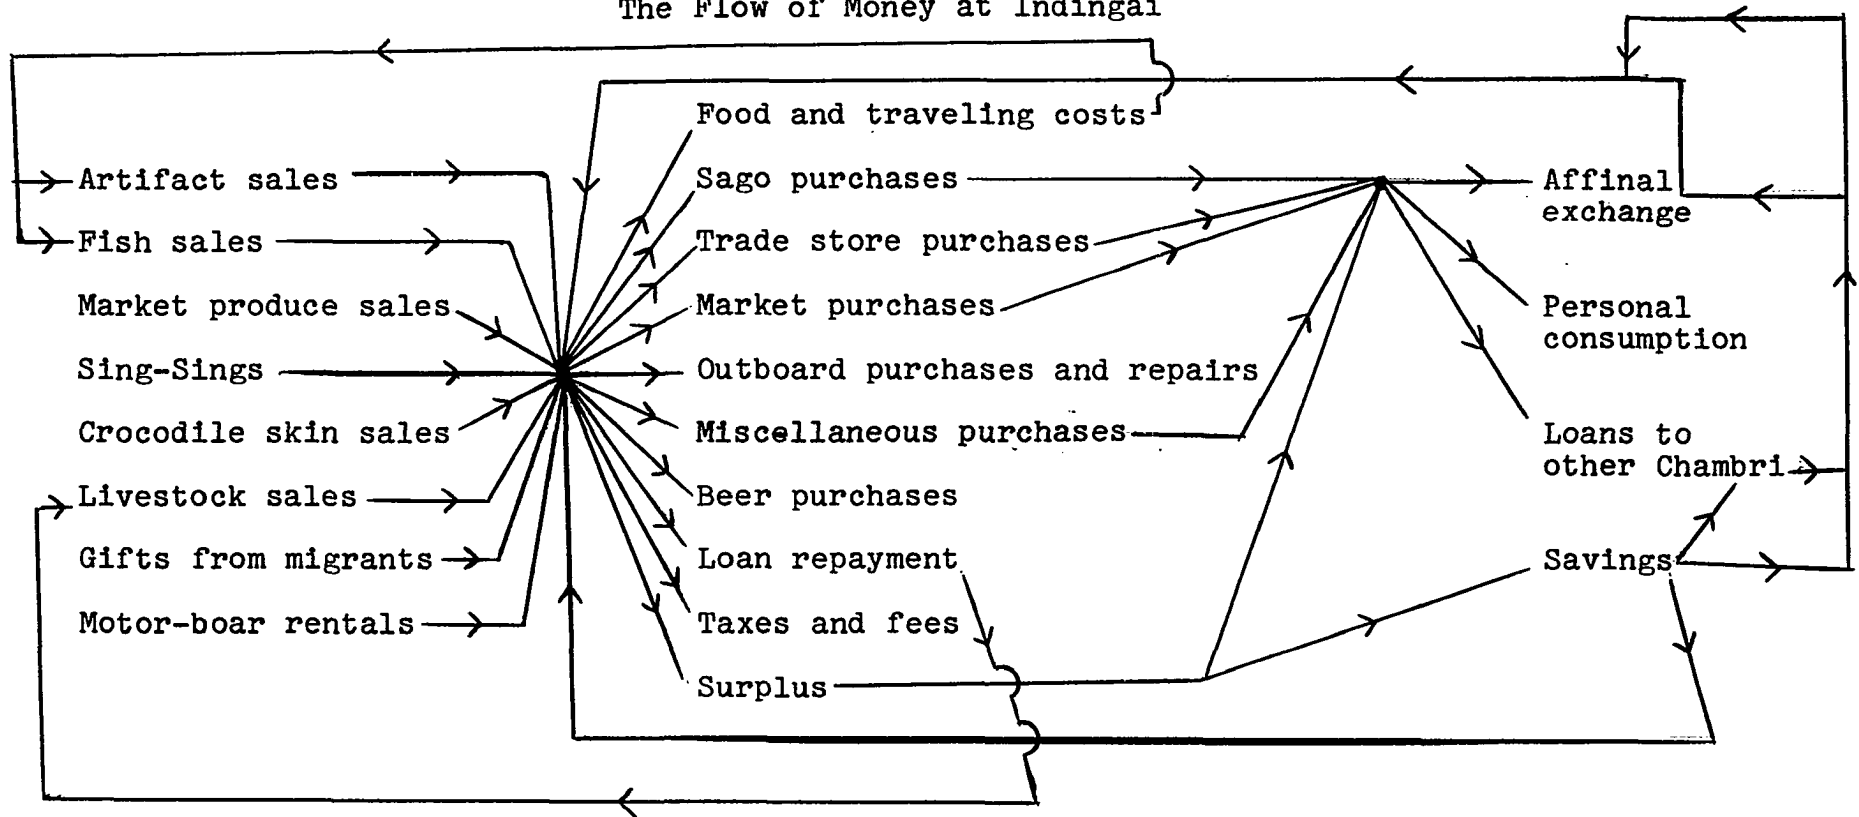 The Flow of Money at Indingai
Food and traveling costs
Artifact sales
Fish sales
Market produce sales
Sing-Sings
Crocodile skin sales
Livestock sales
Gifts from migrants
Motor-boar rentals
Sago purchases
Trade store purchases
Market purchases
Outboard purchases and repairs
Miscellaneous purchases
Beer purchases
Loan repayment
Taxes and fees
Surplus
Affinal
exchange
Personal
consumption
Loans to
other Chambri
Savings